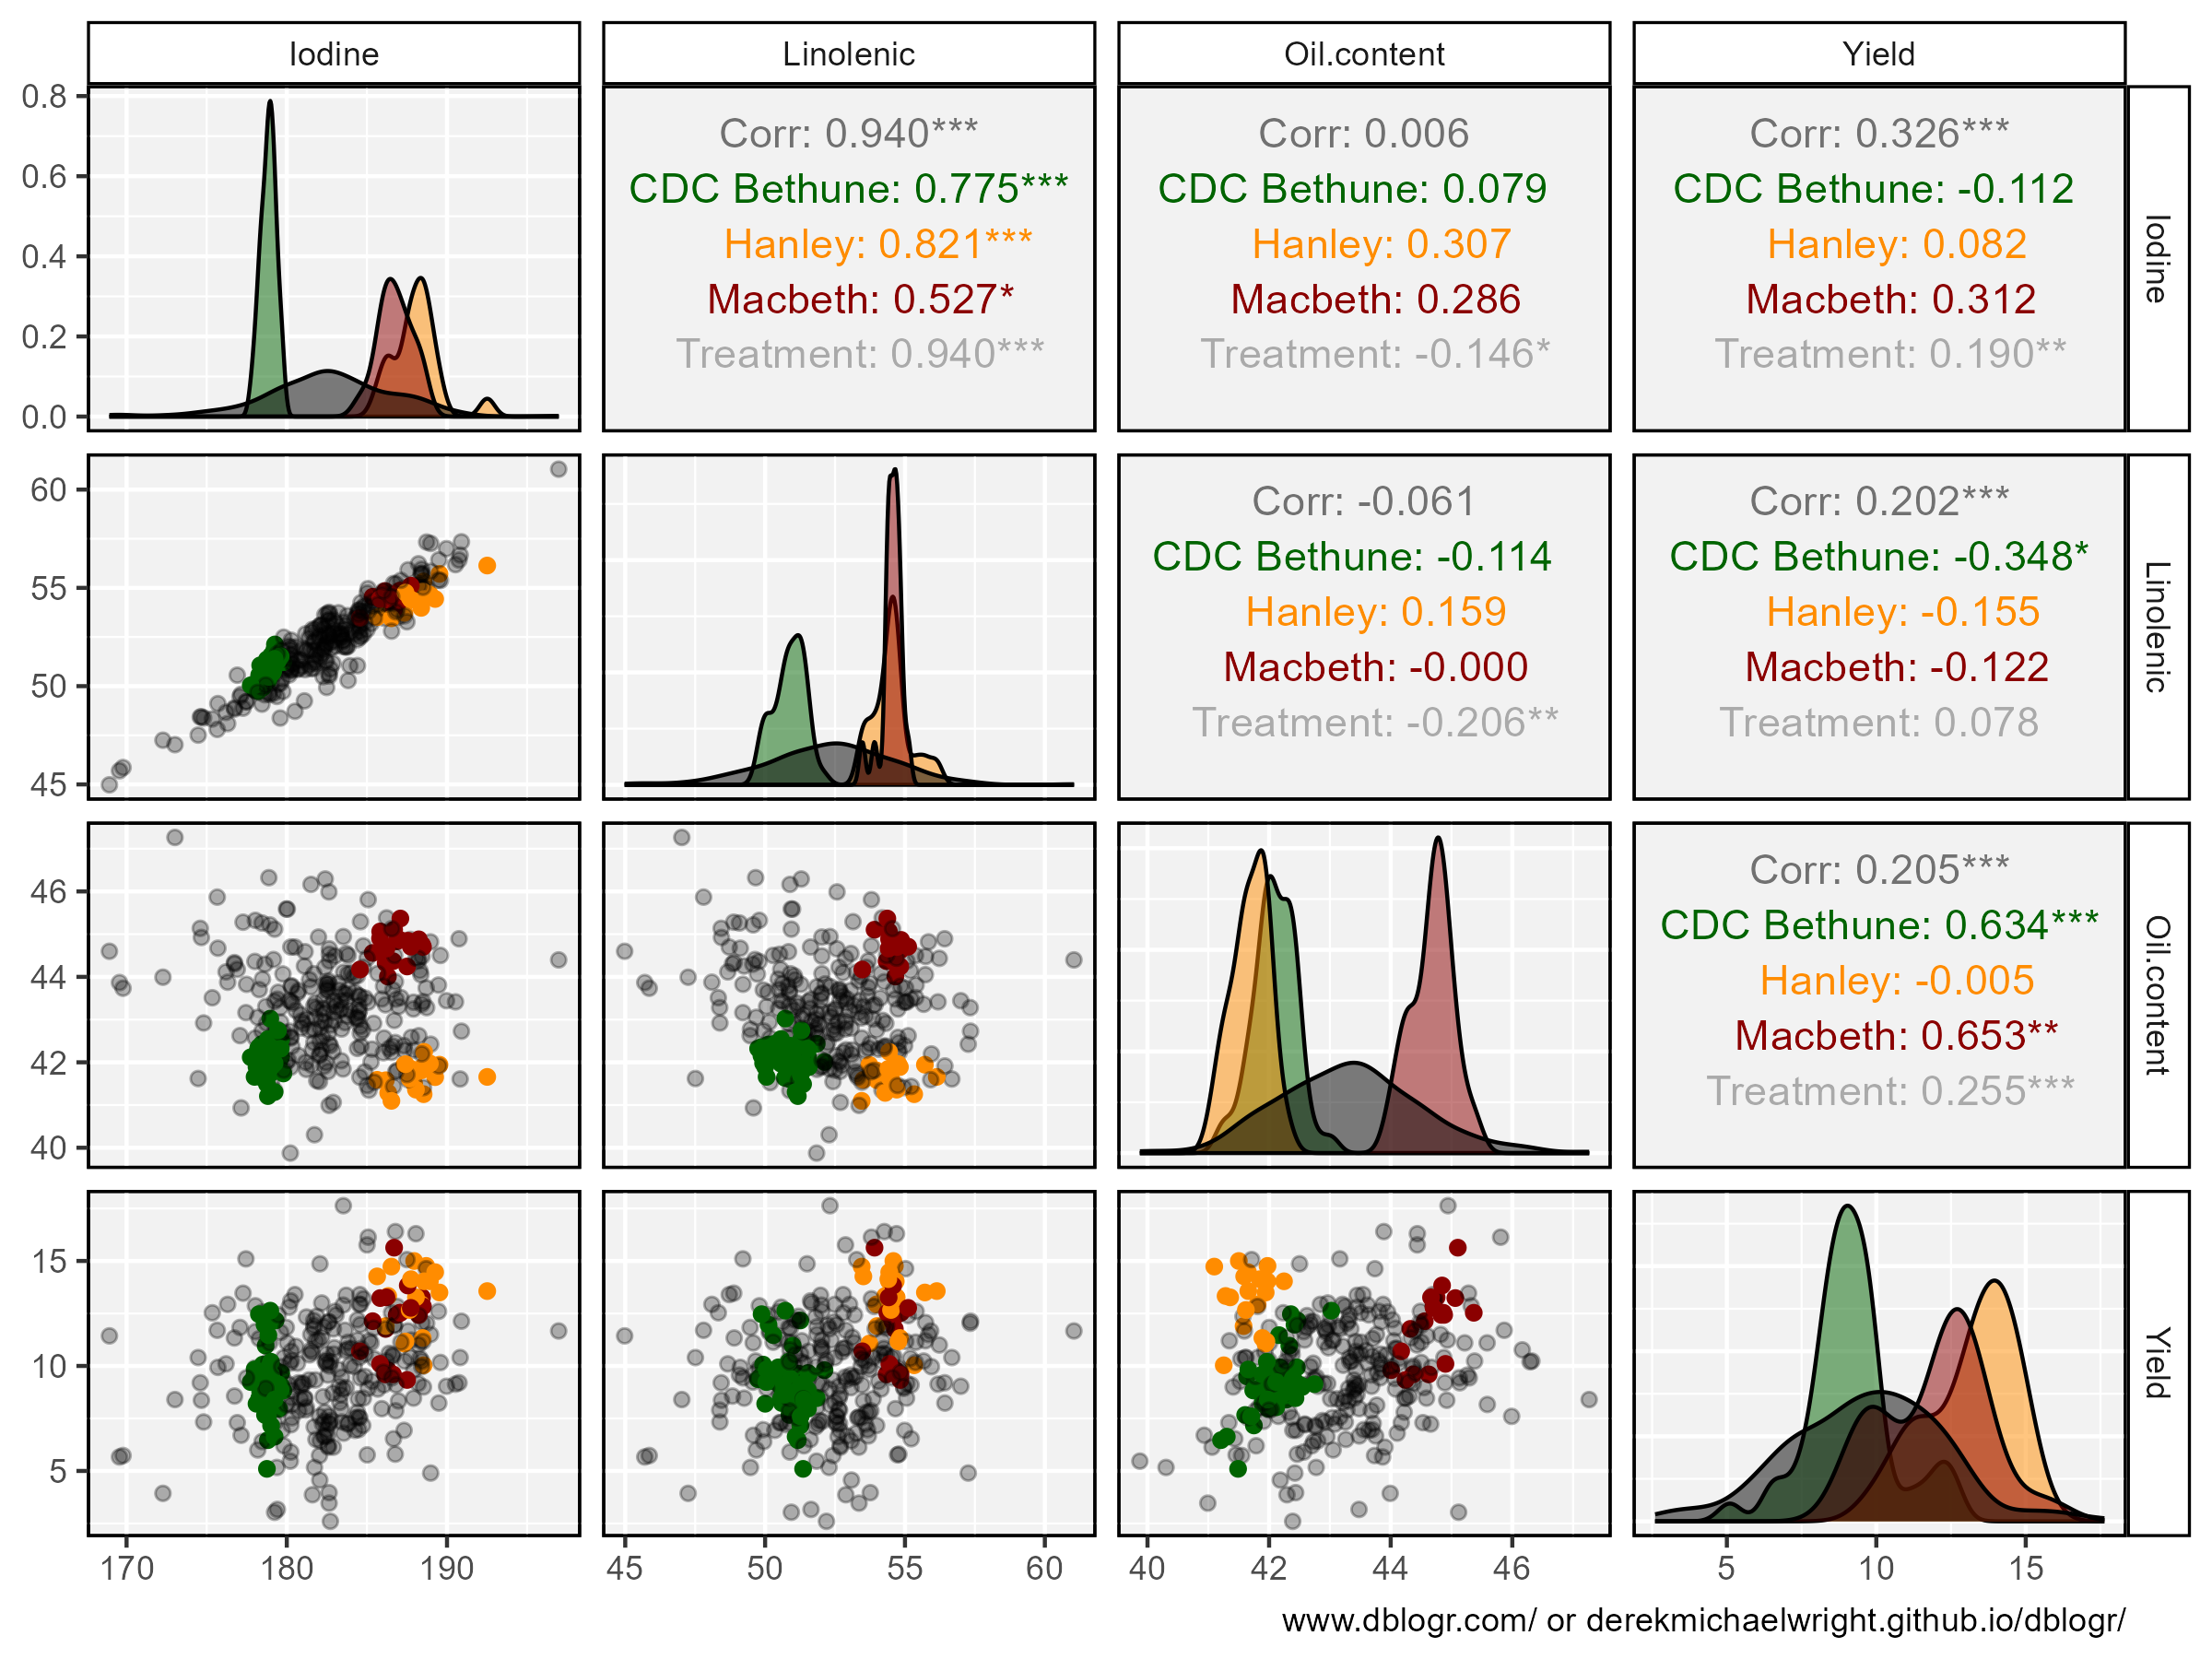 Iodine
Linolenic
Oil.content
Yield
0.8
0.6
0.4
0.2
0.0
Corr: 0.940***
CDC Bethune: 0.775***
Hanley: 0.821***
Macbeth: 0.527*
Treatment: 0.940***
Corr: 0.006
CDC Bethune: 0.079
Hanley: 0.307
Macbeth: 0.286
Treatment: -0.146*
Corr: 0.326***
CDC Bethune: -0.112
Hanley: 0.082
Macbeth: 0.312
Treatment: 0.190**
Iodine
60
55
50
45
Corr: -0.061
CDC Bethune: -0.114
Hanley: 0.159
Macbeth: -0.000
Treatment: -0.206**
Corr: 0.202***
CDC Bethune: -0.348*
Hanley: -0.155
Macbeth: -0.122
Treatment: 0.078
Linolenic
46
44
42
40
Corr: 0.205***
CDC Bethune: 0.634***
Hanley: -0.005
Macbeth: 0.653**
Treatment: 0.255***
Oil.content
15
10
5
Yield
170 180 190
45 50 55 60
40 42 44 46
5 10 15
www.dblogr.com/ or derekmichaelwright.github.io/dblogr/